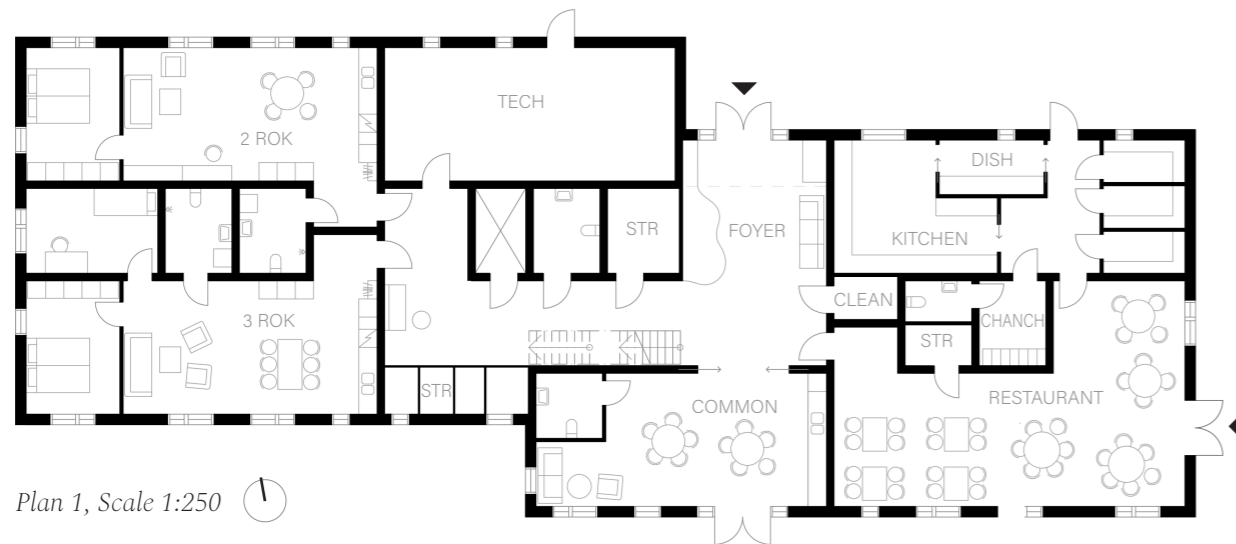 TECH
2 ROK
DISH
STR
FOYER
KITCHEN
CLEAN
3 ROK
CHANCH
STR
STR
COMMON
RESTAURANT
Plan 1, Scale 1:250